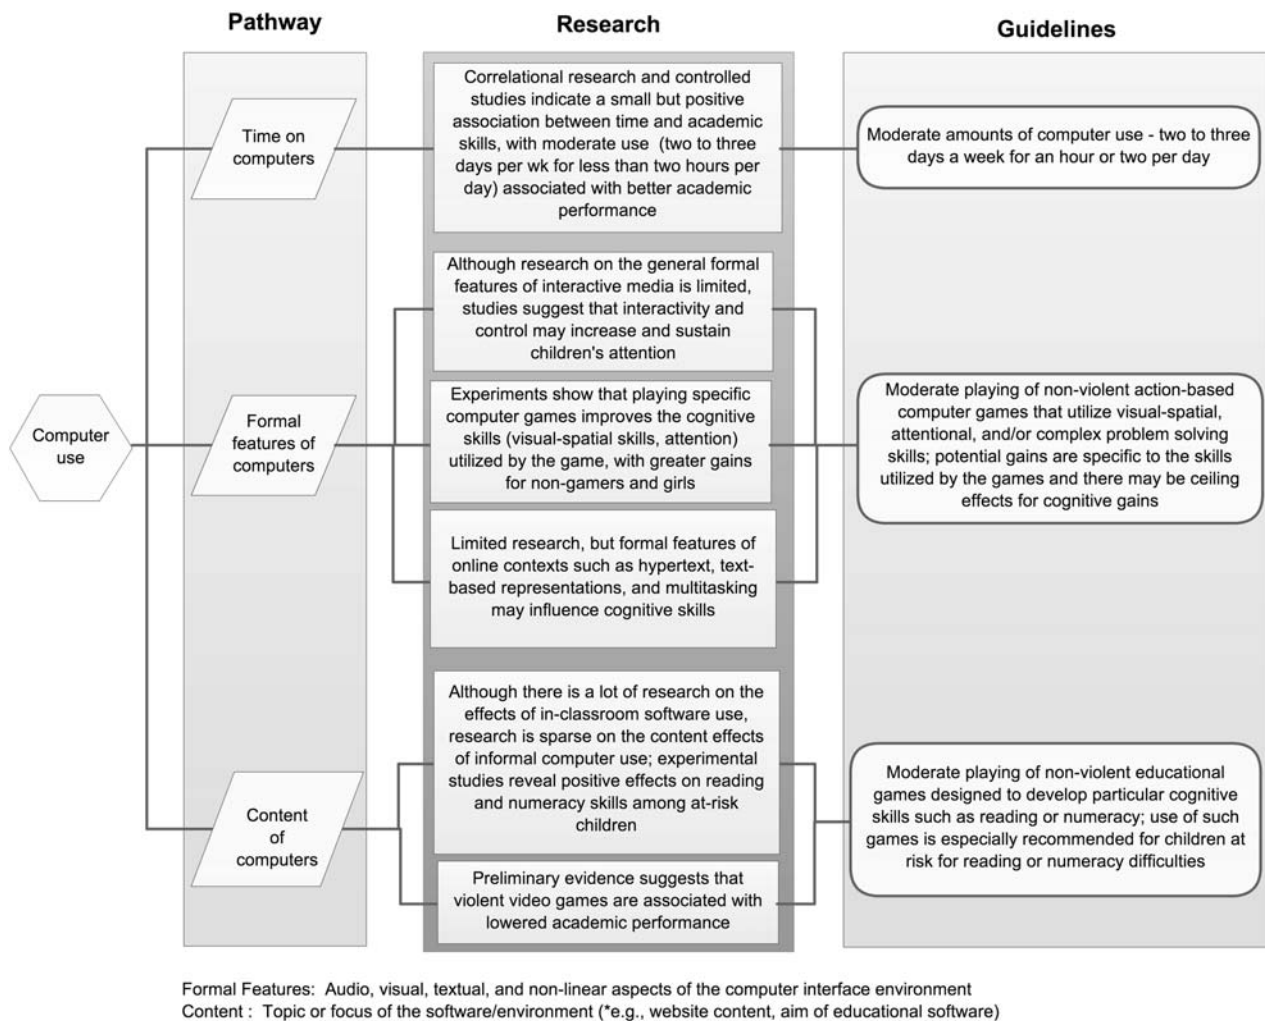 Pathway
Research
Guidelines
Computer
use
Time on
computers
Correlational research and controlled
studies indicate a small but positive
association between time and academic
skills, with moderate use (two to three
days per wk for less than two hours per
day) associated with better academic
performance
Moderate amounts of computer use - two to three
days a week for an hour or two per day
Formal
features of
computers
Although research on the general formal
features of interactive media is limited,
studies suggest that interactivity and
control may increase and sustain
children's attention
Experiments show that playing specific
computer games improves the cognitive
skills (visual-spatial skills, attention)
utilized by the game, with greater gains
for non-gamers and girls
Limited research, but formal features of
online contexts such as hypertext, text-
based representations, and multitasking
may influence cognitive skills
Moderate playing of non-violent action-based
computer games that utilize visual-spatial,
attentional, and/or complex problem solving
skills; potential gains are specific to the skills
utilized by the games and there may be ceiling
effects for cognitive gains
Content
of
computers
Although there is a lot of research on the
effects of in-classroom software use,
research is sparse on the content effects
of informal computer use; experimental
studies reveal positive effects on reading
and numeracy skills among at-risk
children
Preliminary evidence suggests that
violent video games are associated with
lowered academic performance
Moderate playing of non-violent educational
games designed to develop particular cognitive
skills such as reading or numeracy; use of such
games is especially recommended for children at
risk for reading or numeracy difficulties
Formal Features: Audio, visual, textual, and non-linear aspects of the computer interface environment
Content : Topic or focus of the software/environment (*e.g., website content, aim of educational software)